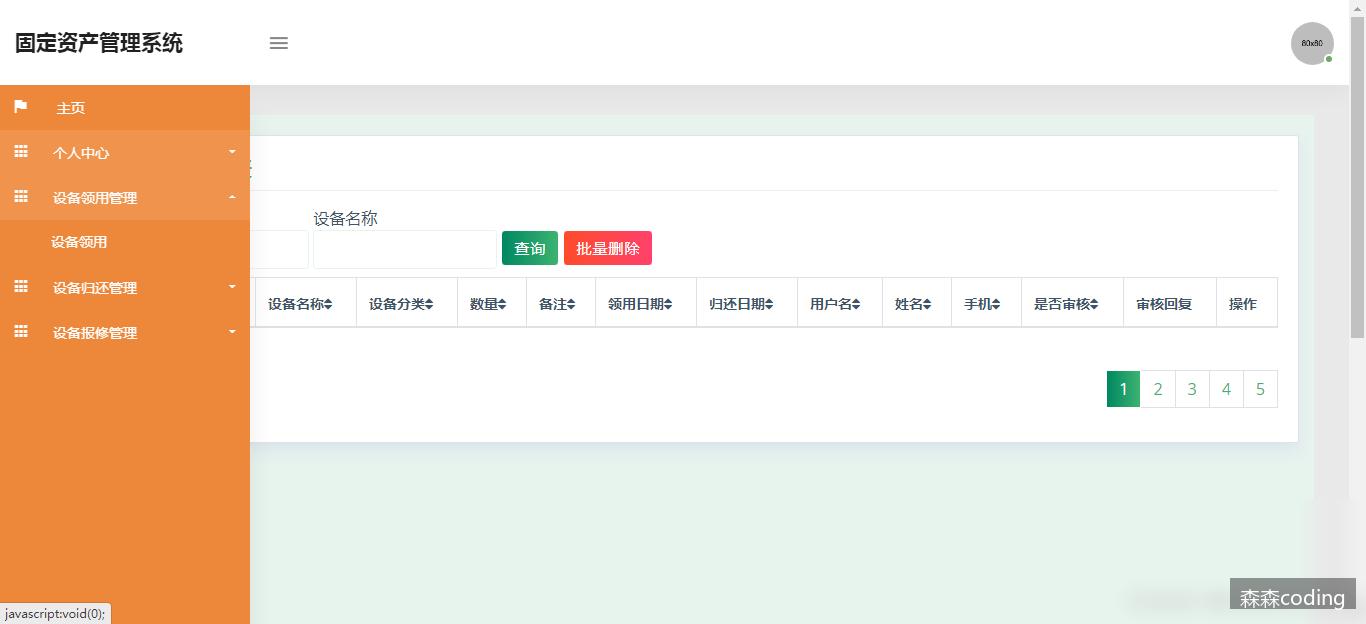 固定资产管理系统
80x80
主页
个人中心
设备领用管理
设备领用
设备归还管理
设备报修管理
设备名称
查询
批量删除
设备名称 设备分类 数量 备注 领用日期 归还日期 用户名 姓名 手机 是否审核 审核回复 操作
1 2 3 4 5
javascript:void(0);
森森coding